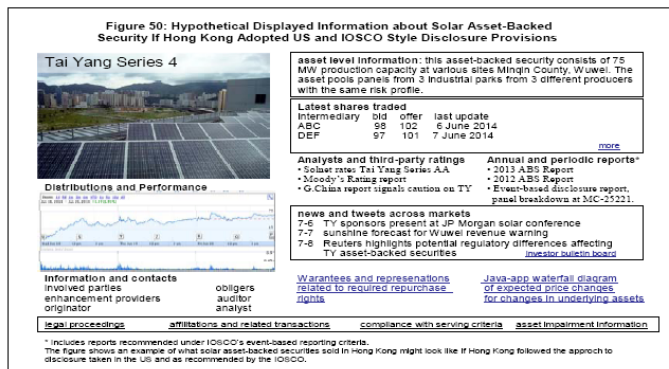 Figure 50: Hypothetical Displayed Information about Solar Asset-Backed
Security If Hong Kong Adopted US and IOSCO Style Disclosure Provisions
Tai Yang Series 4
asset level information: this asset-backed security consists of 75
MW production capacity at various sites Minqin County, Wuwei. The
asset pools panels from 3 industrial parks from 3 different producers
with the same risk profile.
Latest shares traded
Intermediary bid offer last update
ABC 98 102 6 June 2014
DEF 97 101 7 June 2014
more
Analysts and third-party ratings
• Solnet rates Tai Yang Series AA
• Moody's Rating report
• G.China report signals caution on TY
Annual and periodic reports*
• 2013 ABS Report
• 2012 ABS Report
• Event-based disclosure report,
panel breakdown at MC-25221.
Distributions and Performance
news and tweets across markets
7-6 TY sponsors present at JP Morgan solar conference
7-7 sunshine forecast for Wuwei revenue warning
7-8 Reuters highlights potential regulatory differences affecting
TY asset-backed securities
investor bulletin board
Information and contacts
involved parties obligers
enhancement providers auditor
originator analyst
Warantees and represenations
related to required repurchase
rights
Java-app waterfall diagram
of expected price changes
for changes in underlying assets
legal proceedings affilitations and related transactions compliance with serving criteria asset impairment information
* Includes reports recommended under IOSCO's event-based reporting criteria.
The figure shows an example of what solar asset-backed securities sold in Hong Kong might look like if Hong Kong followed the approch to
disclosure taken in the US and as recommended by the IOSCO.